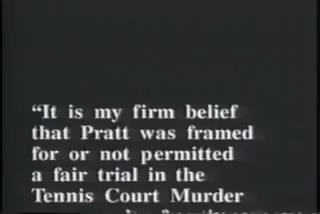 “It is my firm belief
that Pratt was framed
for or not permitted
a fair trial in the
Tennis Court Murder